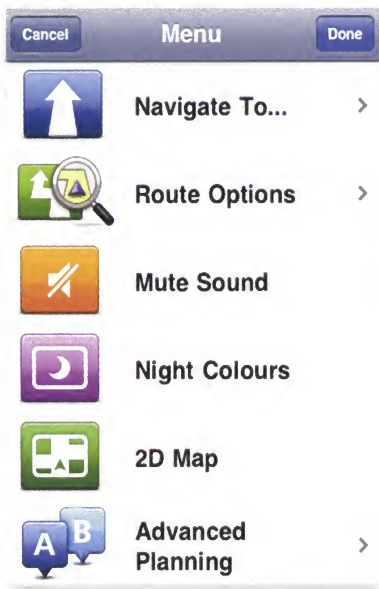 Cancel
Menu
Done
Navigate To...
Route Options
Mute Sound
Night Colours
2D Map
A B
Advanced
Planning